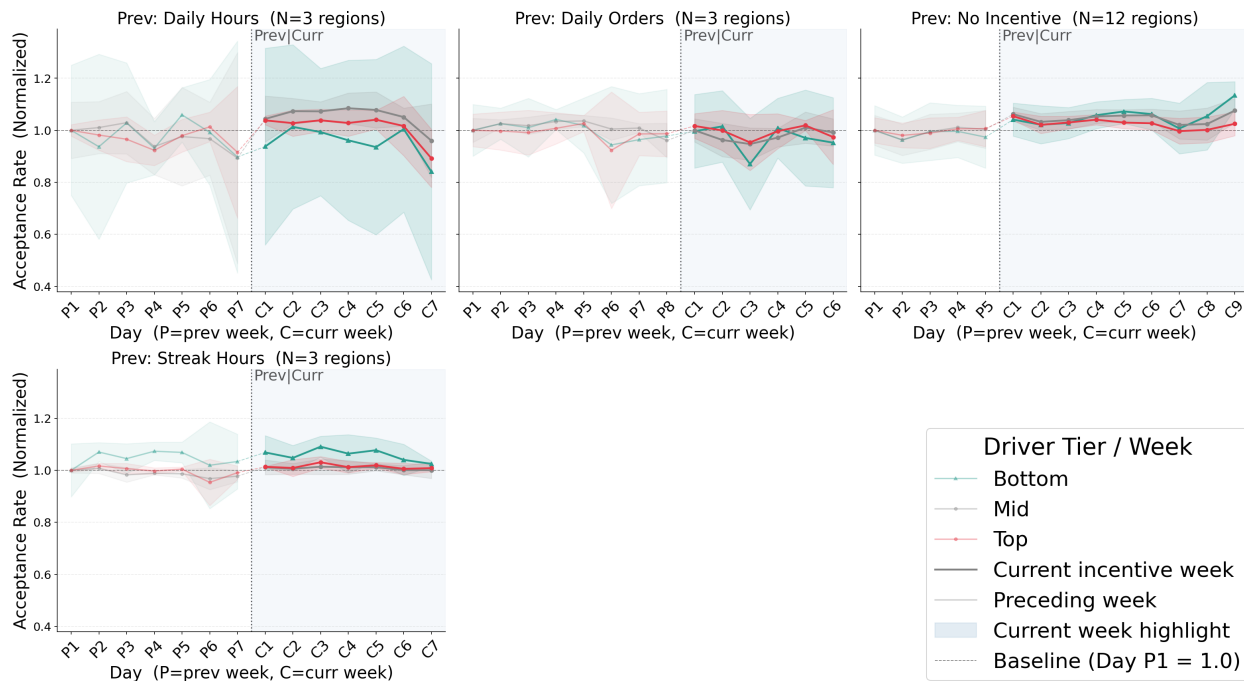 Prev: Daily Hours  (N=3 regions)
Prev|Curr
Acceptance Rate  (Normalized)
1.2
1.0
0.8
0.6
0.4
P1 P2 P3 P4 P5 P6 P7 C1 C2 C3 C4 C5 C6 C7
Day  (P=prev week, C=curr week)
Prev: Daily Orders  (N=3 regions)
Prev|Curr
P1 P2 P3 P4 P5 P6 P7 P8 C1 C2 C3 C4 C5 C6
Day  (P=prev week, C=curr week)
Prev: No Incentive  (N=12 regions)
Prev|Curr
P1 P2 P3 P4 P5 C1 C2 C3 C4 C5 C6 C7 C8 C9
Day  (P=prev week, C=curr week)
Prev: Streak Hours  (N=3 regions)
Prev|Curr
Acceptance Rate  (Normalized)
1.2
1.0
0.8
0.6
0.4
P1 P2 P3 P4 P5 P6 P7 C1 C2 C3 C4 C5 C6 C7
Day  (P=prev week, C=curr week)
Driver Tier / Week
Bottom
Mid
Top
Current incentive week
Preceding week
Current week highlight
Baseline (Day P1 = 1.0)